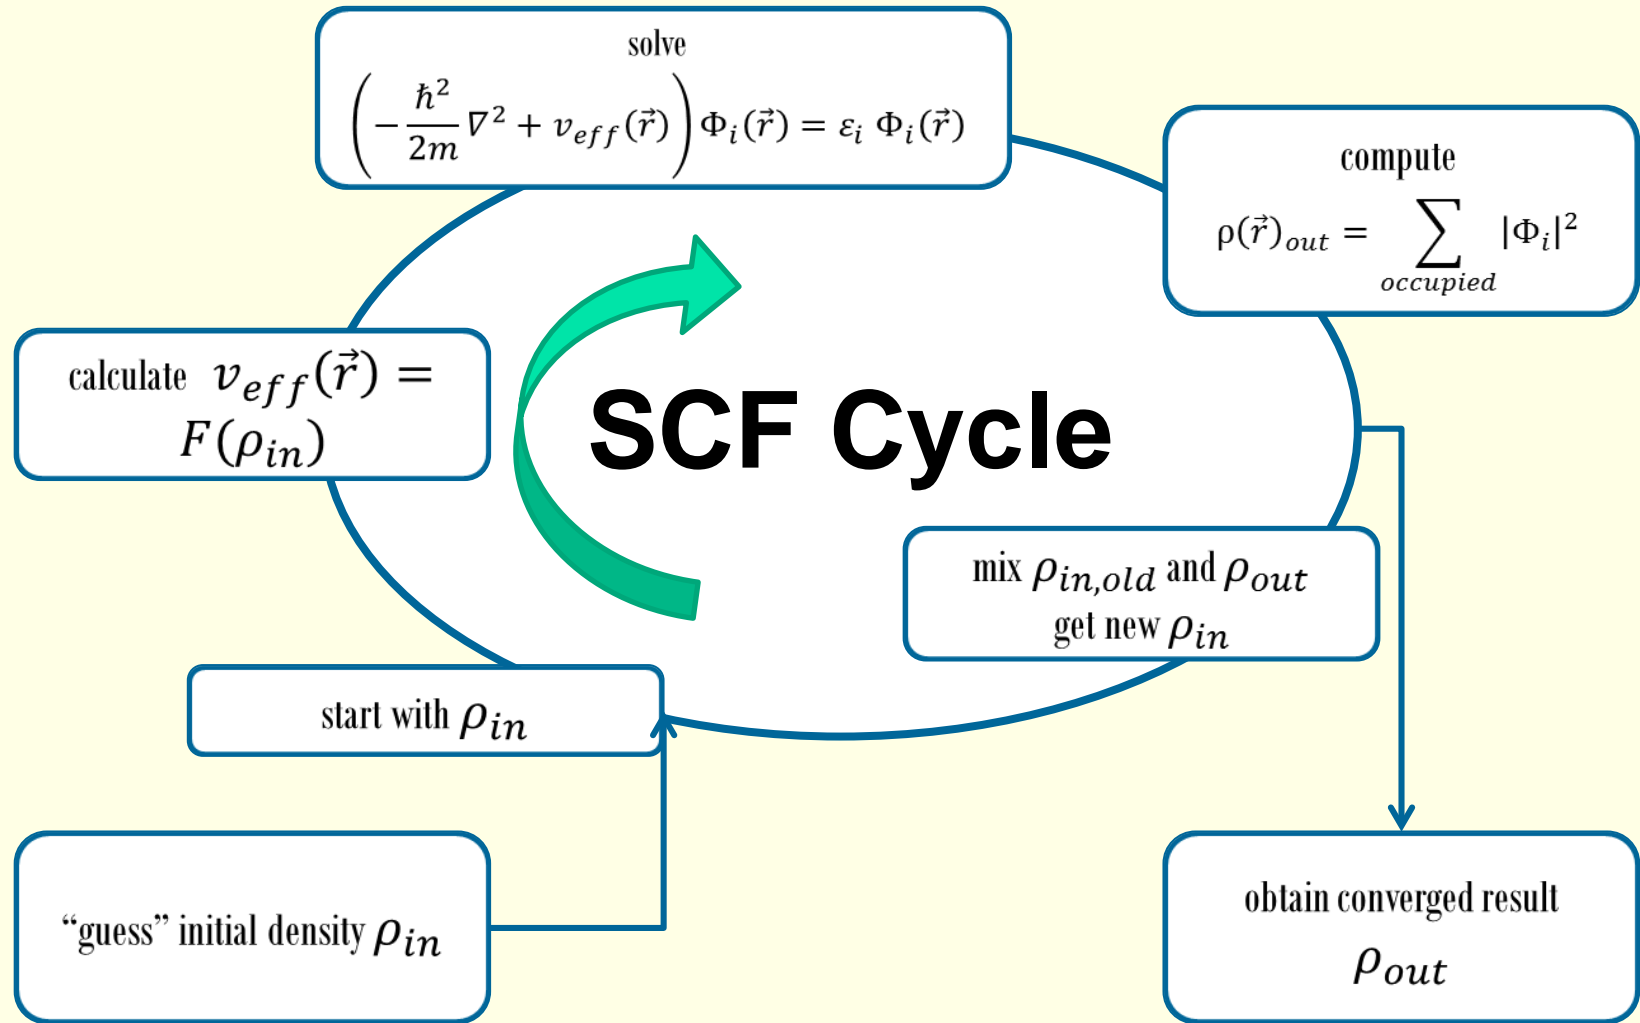 solve
(−ℏ²/2m ∇² + v_eff(r⃗)) Φ_i(r⃗) = ε_i Φ_i(r⃗)
compute
ρ(r⃗)_out = ∑_occupied |Φ_i|²
calculate v_eff(r⃗) =
F(ρ_in)
SCF Cycle
mix ρ_in,old and ρ_out
get new ρ_in
start with ρ_in
“guess” initial density ρ_in
obtain converged result
ρ_out